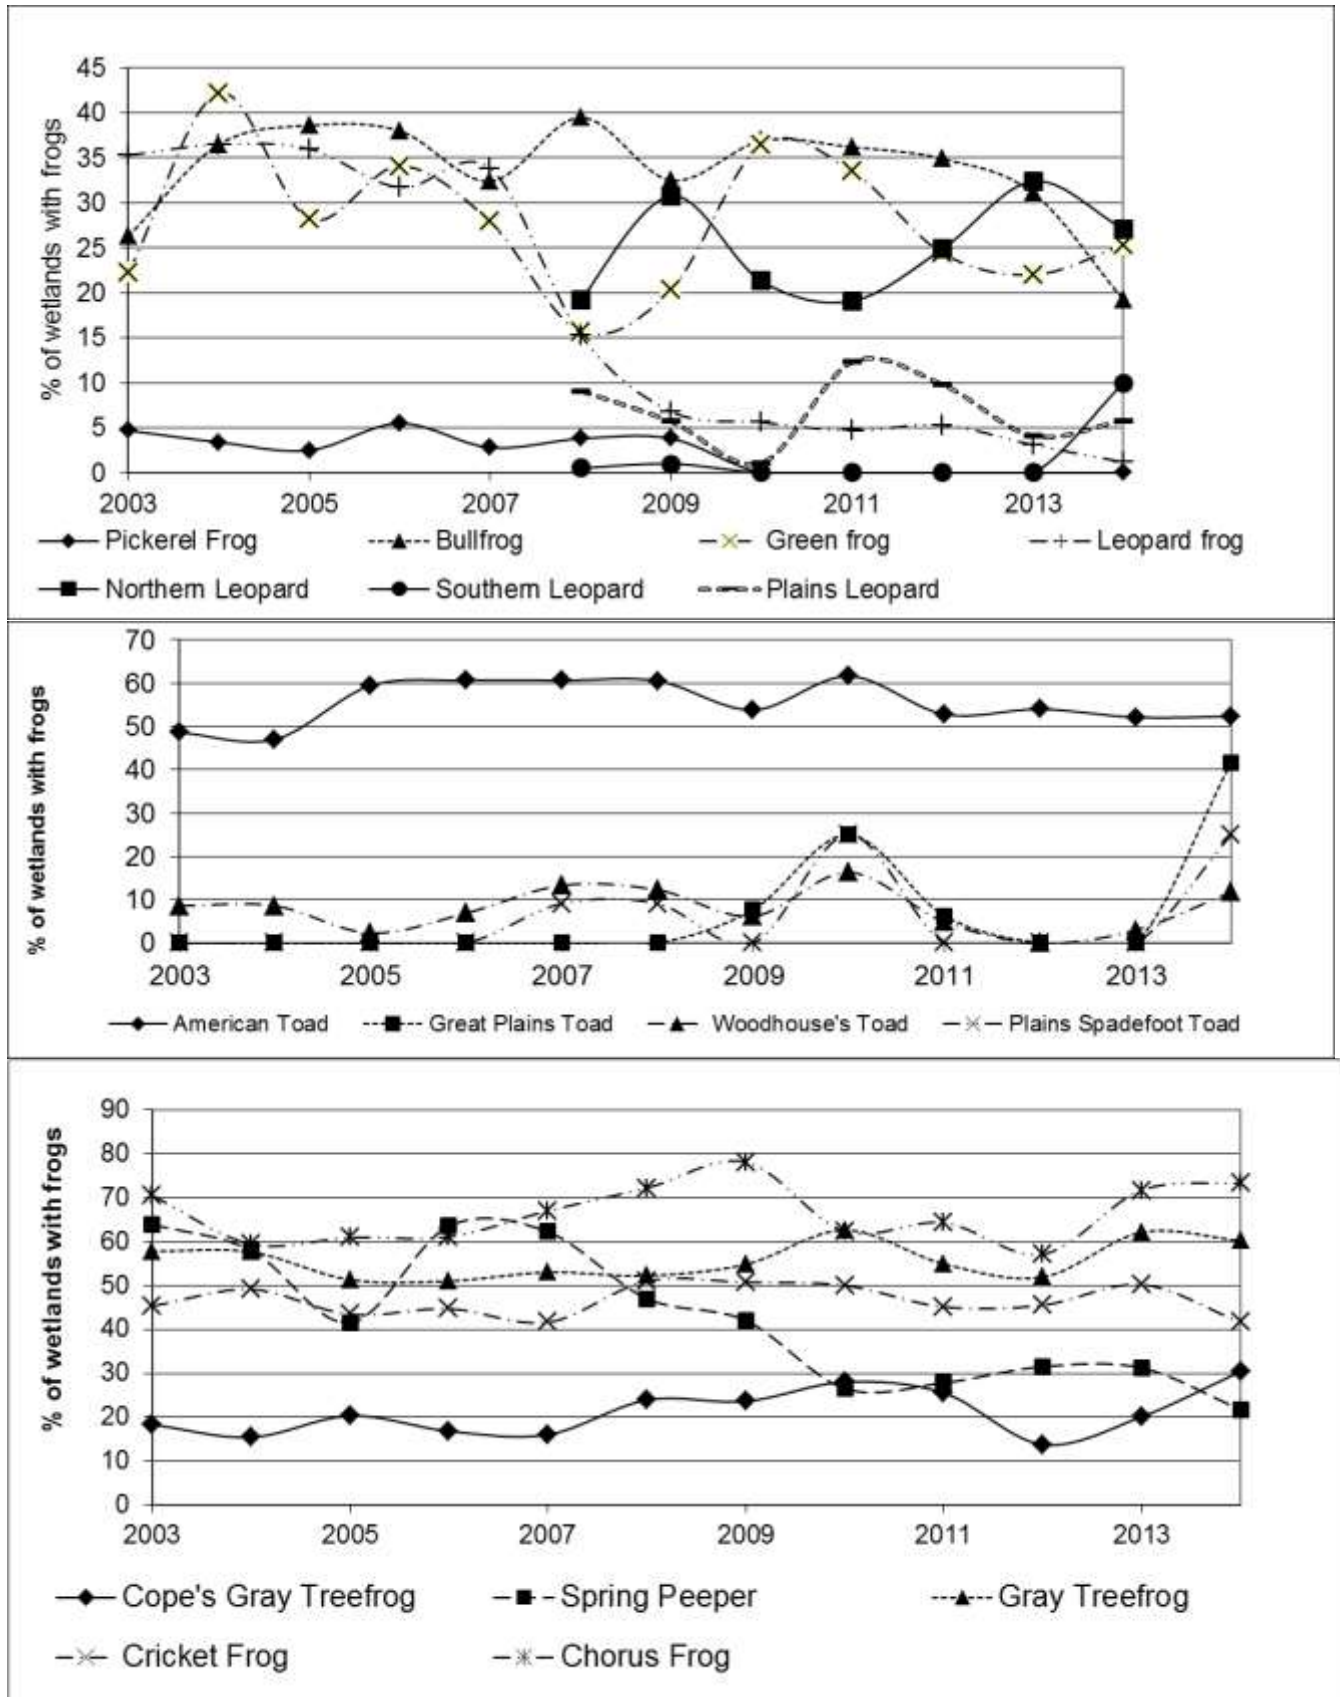 % of wetlands with frogs
45
40
35
30
25
20
15
10
5
0
2003 2005 2007 2009 2011 2013
Pickerel Frog Bullfrog Green frog Leopard frog
Northern Leopard Southern Leopard Plains Leopard
% of wetlands with frogs
70
60
50
40
30
20
10
0
2003 2005 2007 2009 2011 2013
American Toad Great Plains Toad Woodhouse's Toad Plains Spadefoot Toad
% of wetlands with frogs
90
80
70
60
50
40
30
20
10
0
2003 2005 2007 2009 2011 2013
Cope's Gray Treefrog Spring Peeper Gray Treefrog
Cricket Frog Chorus Frog